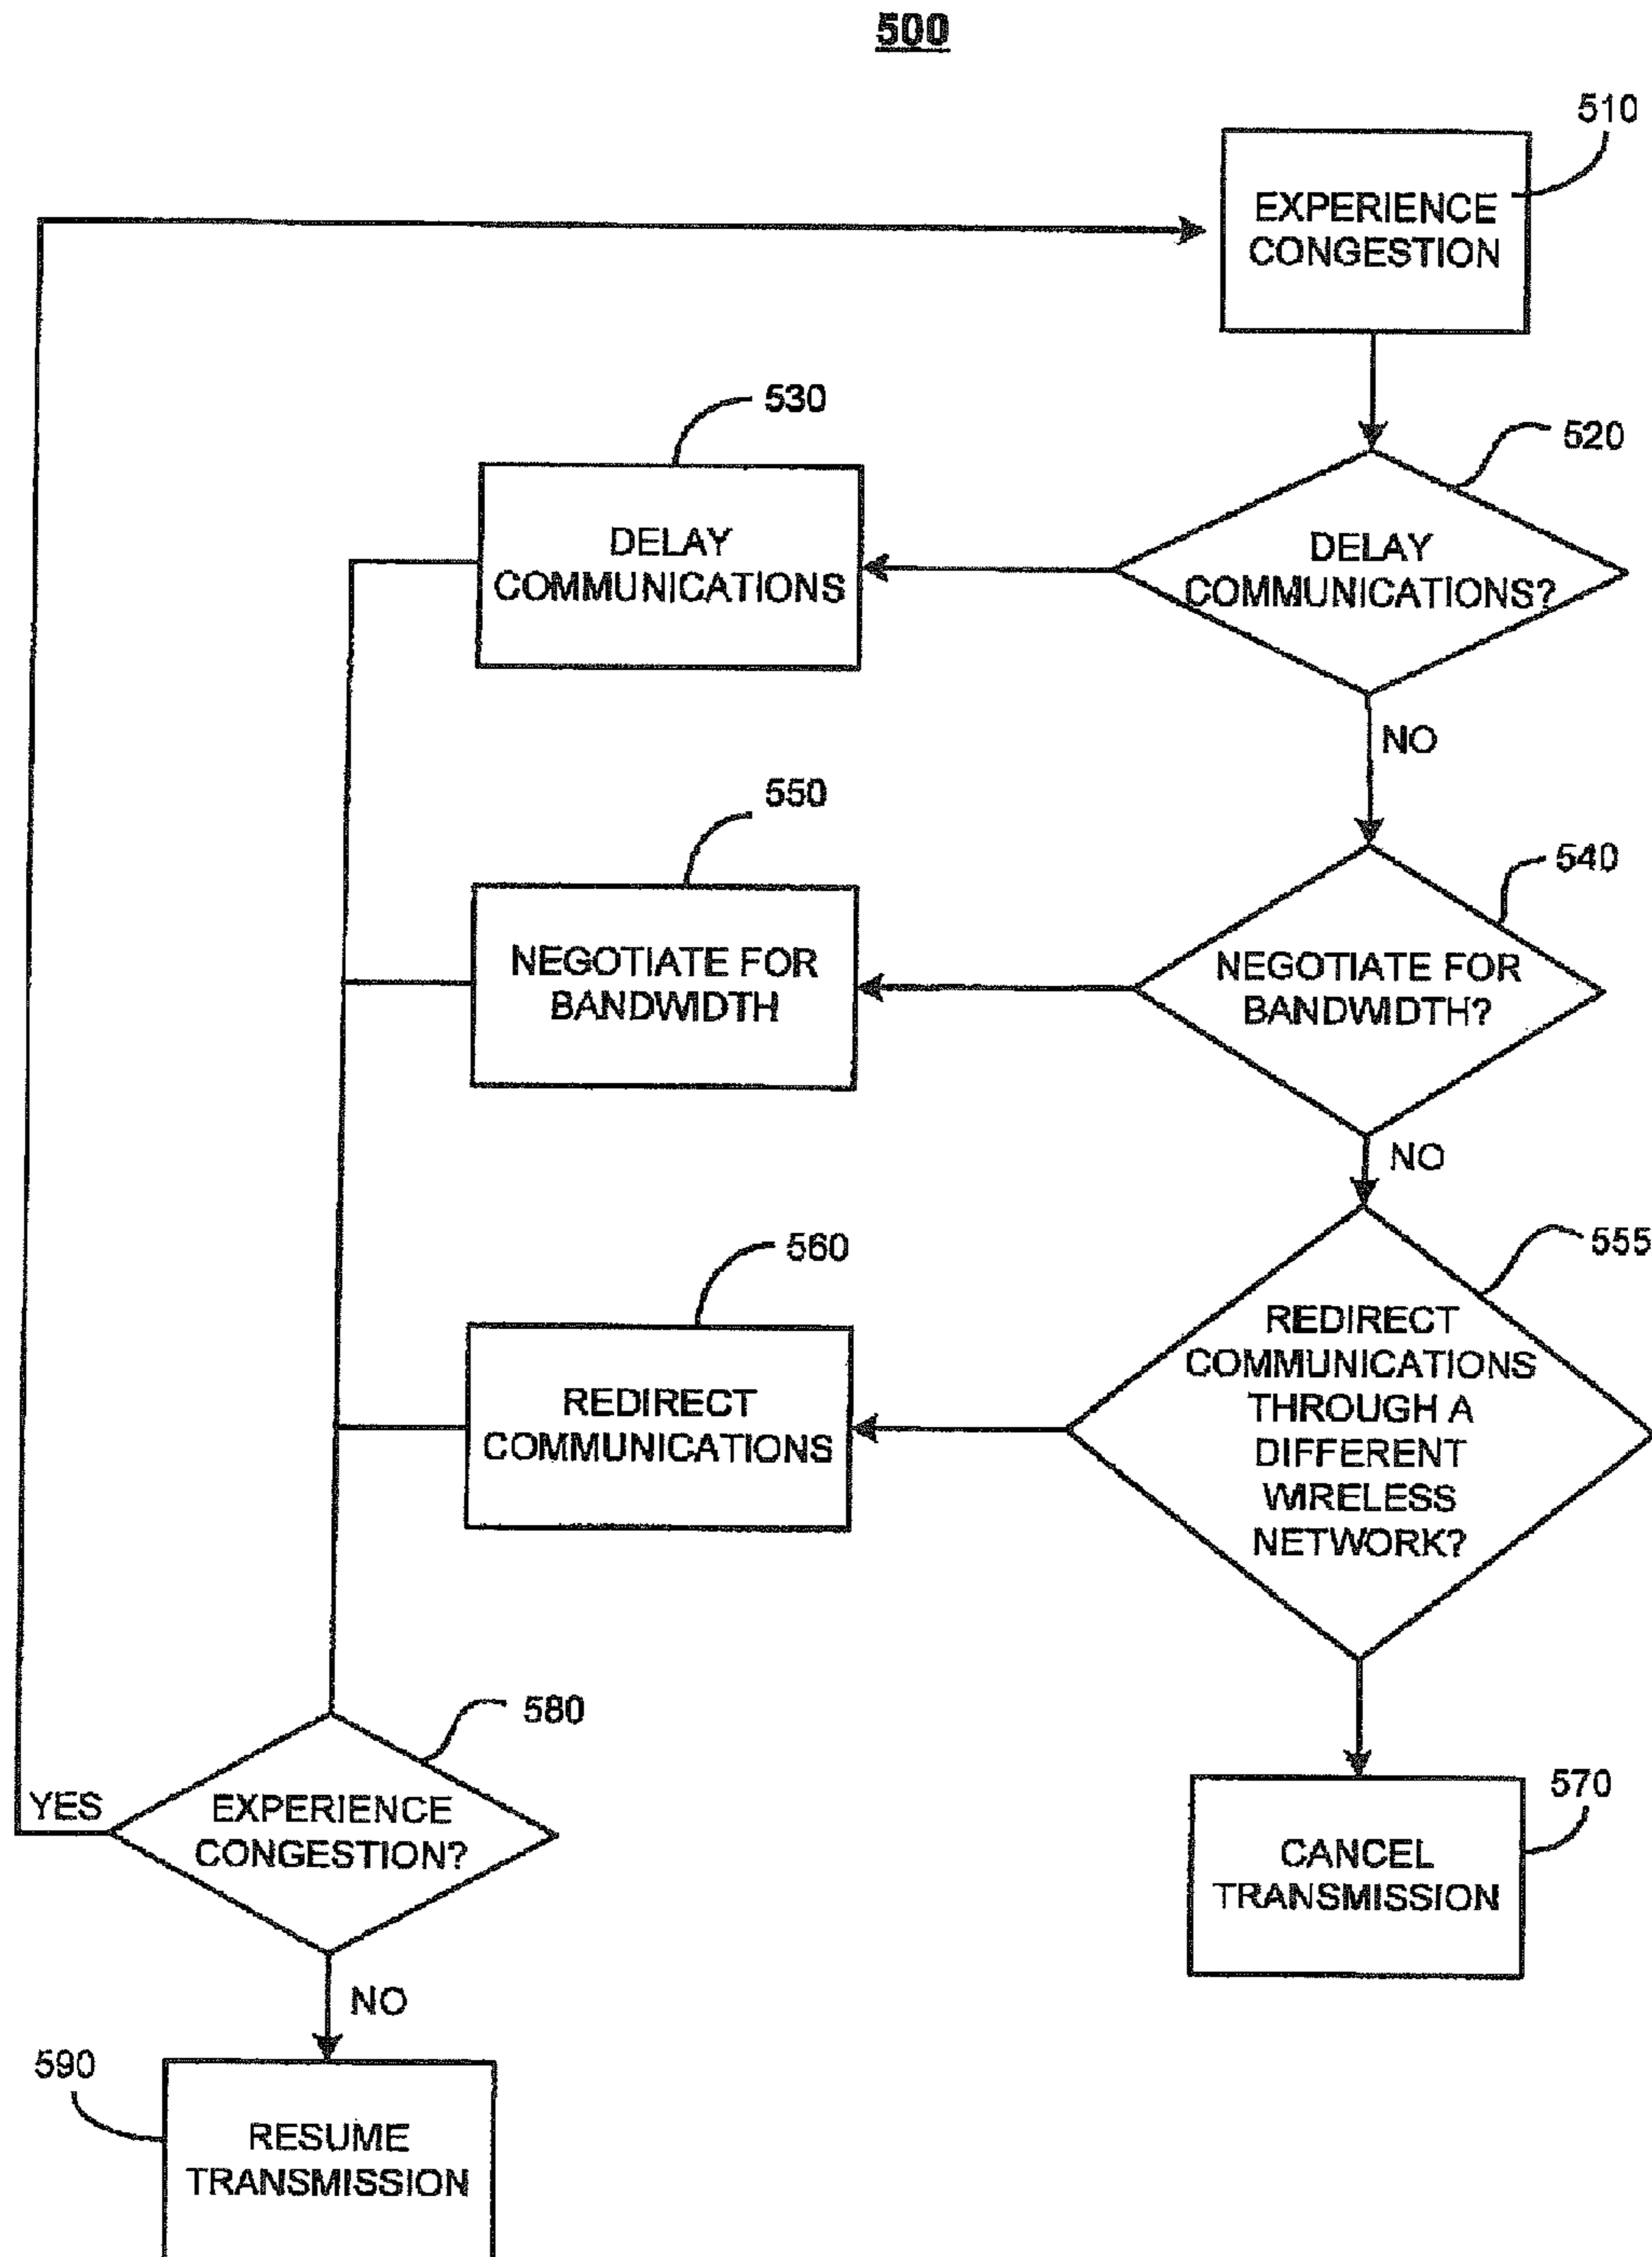 500
510
EXPERIENCE
CONGESTION
530
520
DELAY
COMMUNICATIONS
DELAY
COMMUNICATIONS?
NO
550
540
NEGOTIATE FOR
BANDWIDTH
NEGOTIATE FOR
BANDWIDTH?
NO
560
555
REDIRECT
COMMUNICATIONS
REDIRECT
COMMUNICATIONS
THROUGH A
DIFFERENT
WIRELESS
NETWORK?
580
570
YES
EXPERIENCE
CONGESTION?
CANCEL
TRANSMISSION
NO
590
RESUME
TRANSMISSION